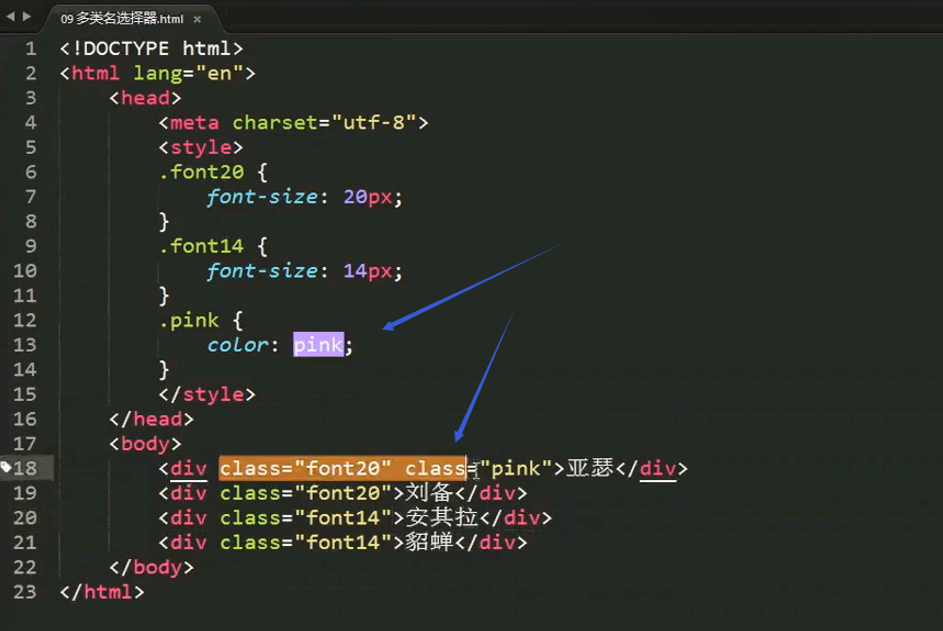 09 多类名选择器.html ×
1 <!DOCTYPE html>
2 <html lang="en">
3 <head>
4 <meta charset="utf-8">
5 <style>
6 .font20 {
7 font-size: 20px;
8 }
9 .font14 {
10 font-size: 14px;
11 }
12 .pink {
13 color: pink;
14 }
15 </style>
16 </head>
17 <body>
18 <div class="font20" class="pink">亚瑟</div>
19 <div class="font20">刘备</div>
20 <div class="font14">安其拉</div>
21 <div class="font14">貂蝉</div>
22 </body>
23 </html>